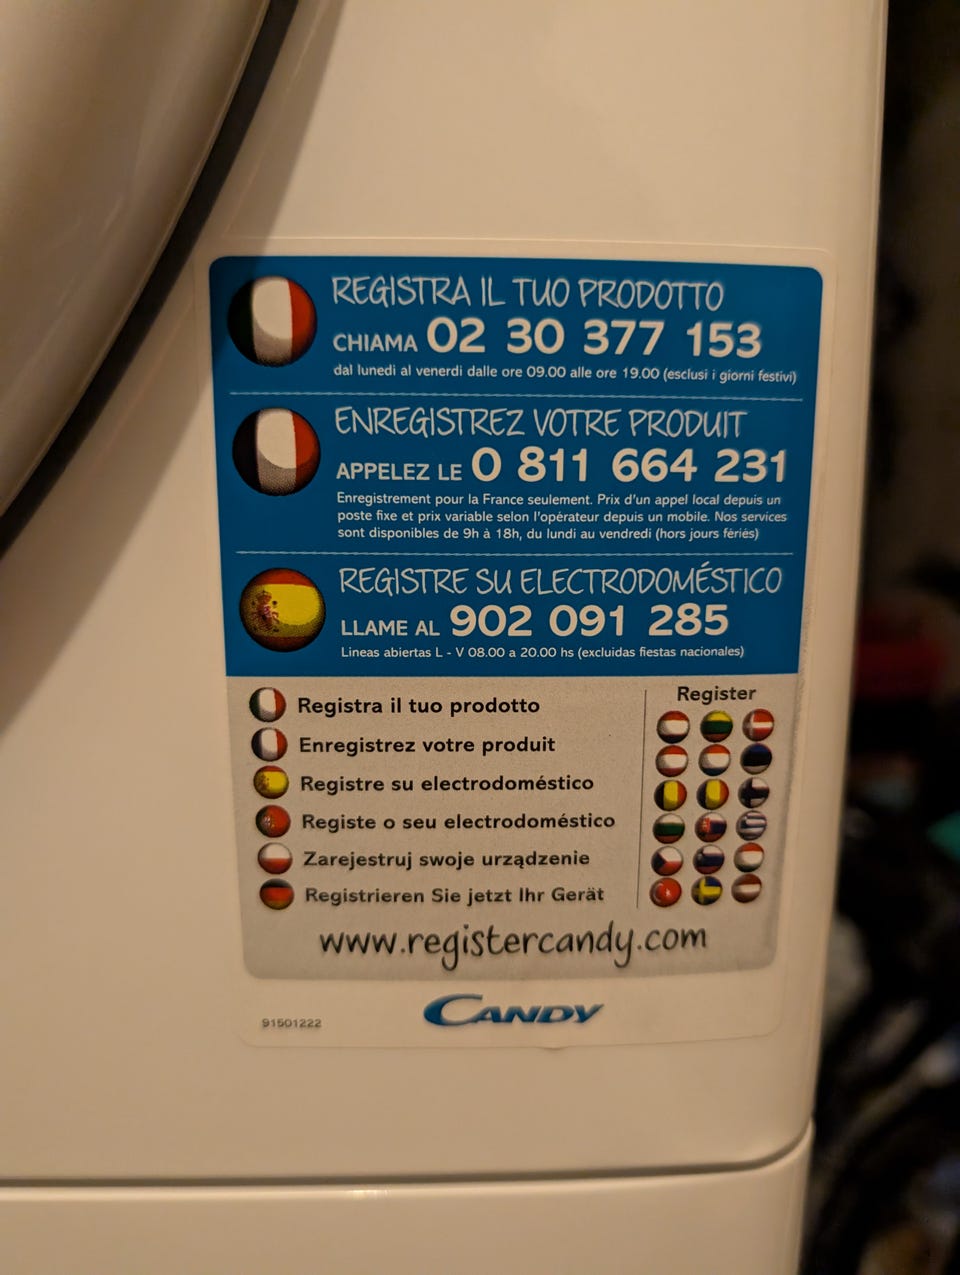 REGISTRA IL TUO PRODOTTO
CHIAMA 02 30 377 153
dal lunedi al venerdi dalle ore 09.00 alle ore 19.00 (esclusi i giorni festivi)
ENREGISTREZ VOTRE PRODUIT
APPELEZ LE 0 811 664 231
Enregistrement pour la France seulement. Prix d'un appel local depuis un
poste fixe et prix variable selon l'opérateur depuis un mobile. Nos services
sont disponibles de 9h à 18h, du lundi au vendredi (hors jours fériés)
REGISTRE SU ELECTRODOMÉSTICO
LLAME AL 902 091 285
Lineas abiertas L - V 08.00 a 20.00 hs (excluidas fiestas nacionales)
Registra il tuo prodotto
Enregistrez votre produit
Registre su electrodoméstico
Registe o seu electrodoméstico
Zarejestruj swoje urządzenie
Registrieren Sie jetzt Ihr Gerät
Register
www.registercandy.com
91501222
CANDY